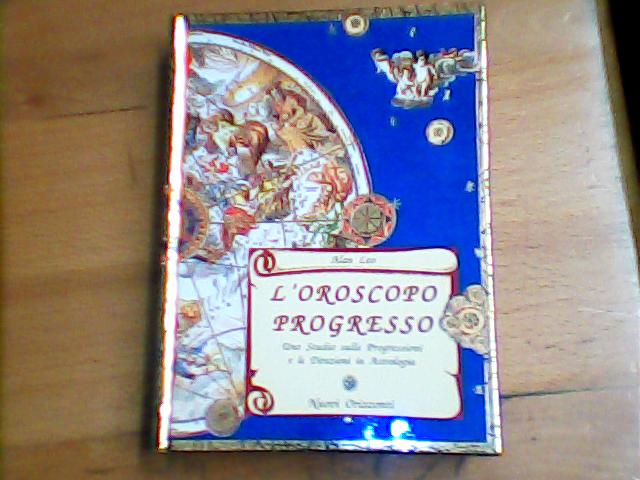 Alan Leo
L'OROSCOPO
PROGRESSO
Uno Studio sulle Progressioni
e le Direzioni in Astrologia
Nuovi Orizzonti